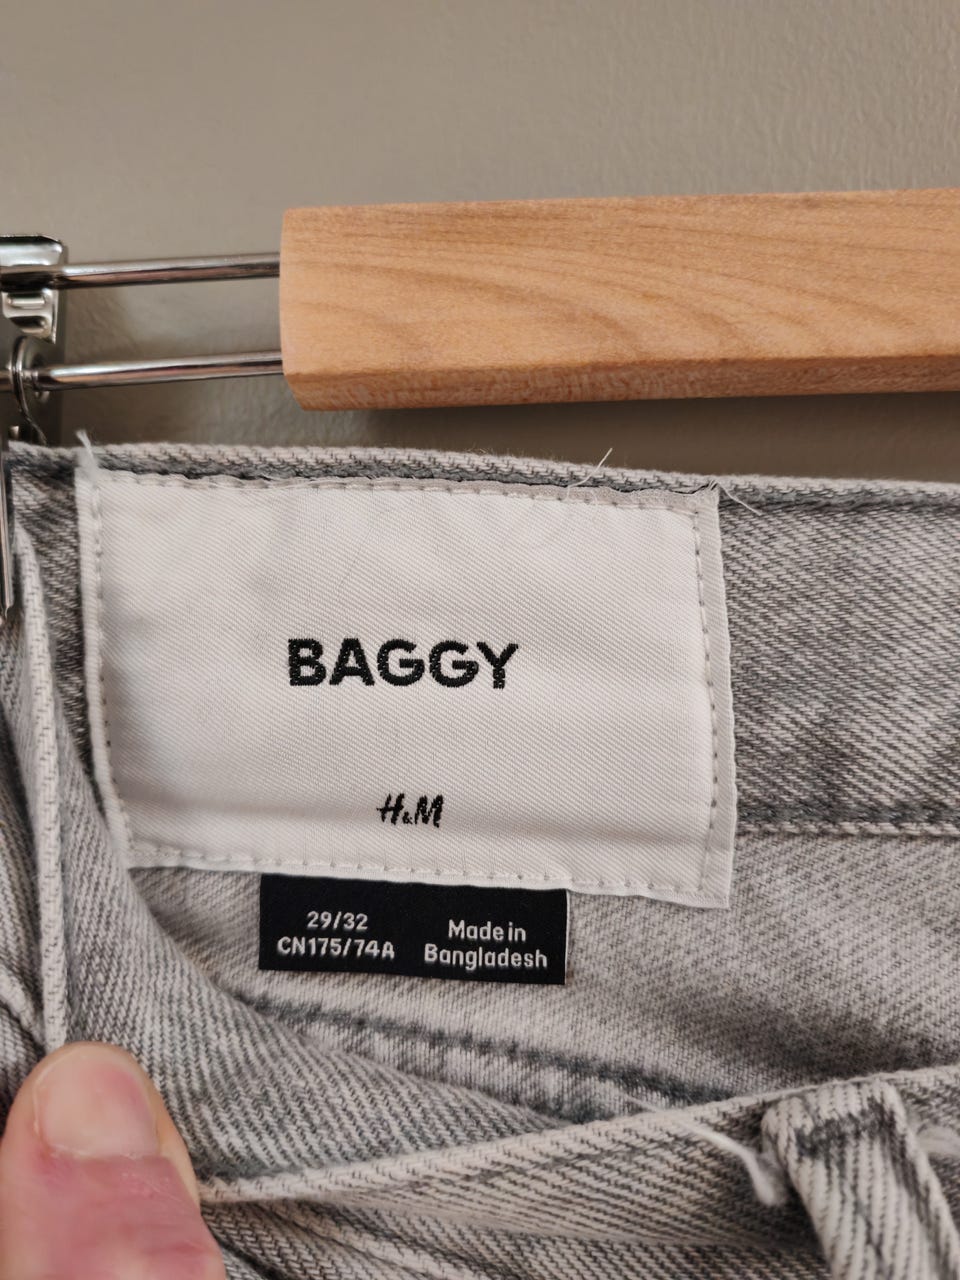 BAGGY
H&M
29/32
CN175/74A
Made in
Bangladesh